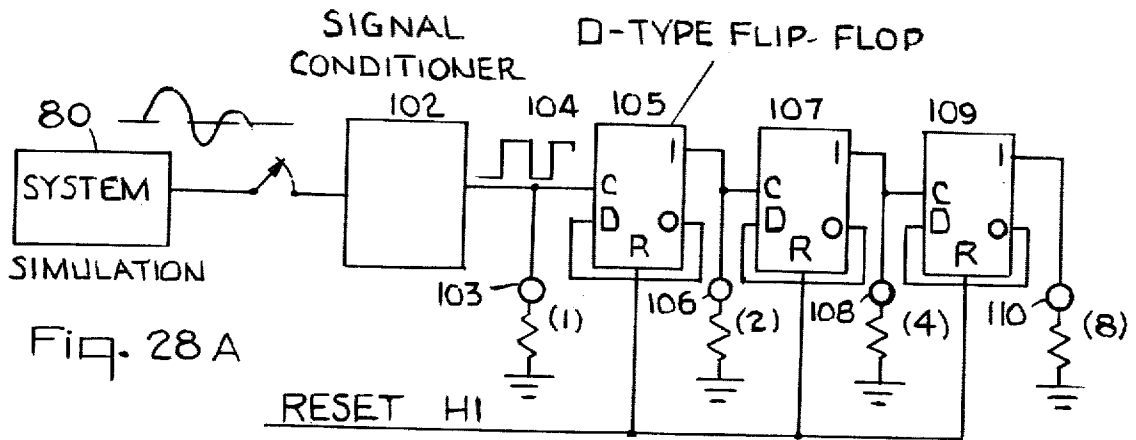 SIGNAL CONDITIONER
D-TYPE FLIP-FLOP
80
102
104
105
107
109
SYSTEM
SIMULATION
C
D
R
1
0
C
D
R
1
0
C
D
R
1
0
103
(1)
106
(2)
108
(4)
110
(8)
Fig. 28A
RESET HI